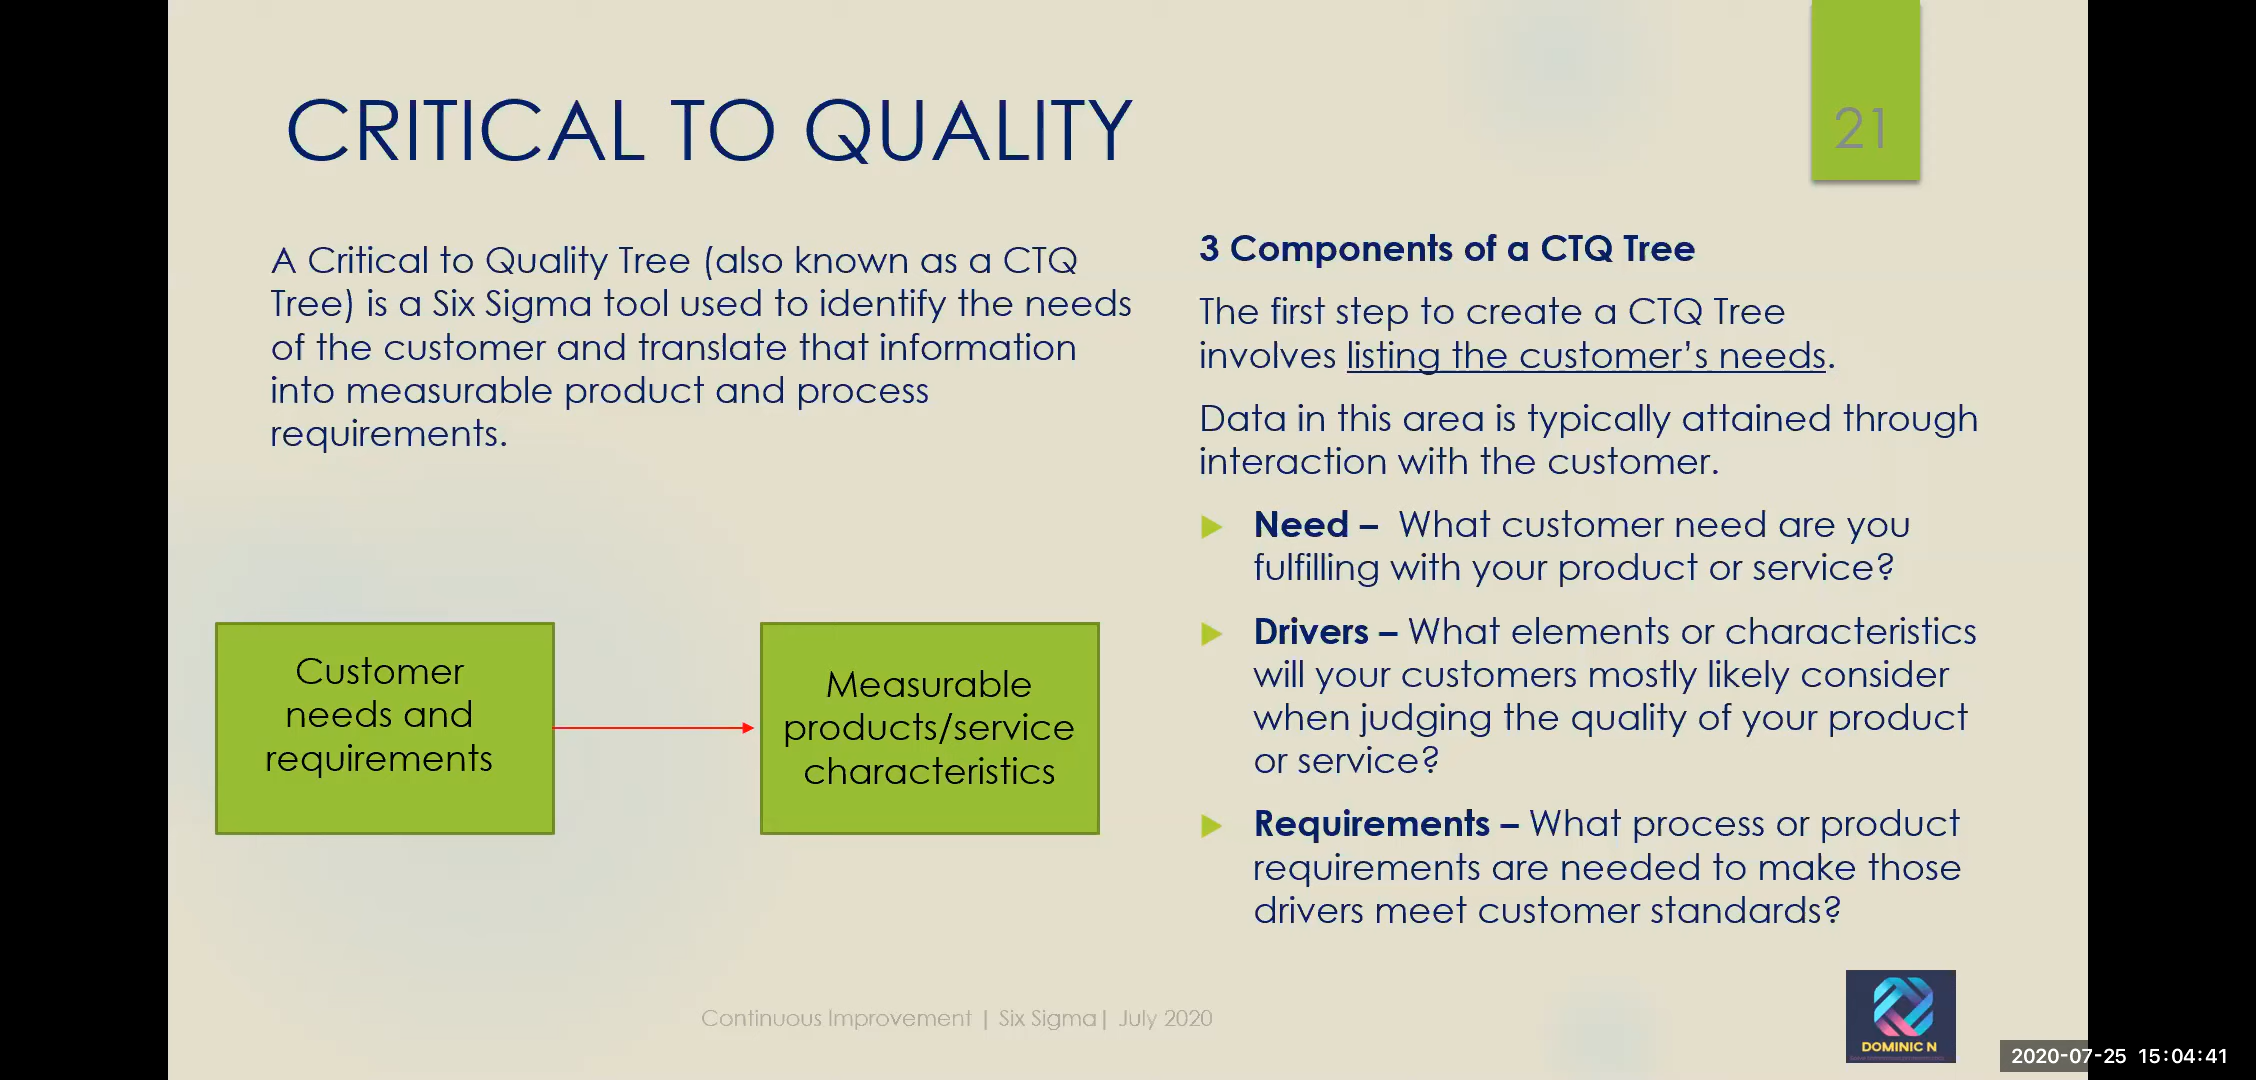 CRITICAL TO QUALITY
21
A Critical to Quality Tree (also known as a CTQ
Tree) is a Six Sigma tool used to identify the needs
of the customer and translate that information
into measurable product and process
requirements.
Customer
needs and
requirements
Measurable
products/service
characteristics
3 Components of a CTQ Tree
The first step to create a CTQ Tree
involves listing the customer’s needs.
Data in this area is typically attained through
interaction with the customer.
Need – What customer need are you
fulfilling with your product or service?
Drivers – What elements or characteristics
will your customers mostly likely consider
when judging the quality of your product
or service?
Requirements – What process or product
requirements are needed to make those
drivers meet customer standards?
Continuous Improvement | Six Sigma| July 2020
DOMINIC N
2020-07-25 15:04:41